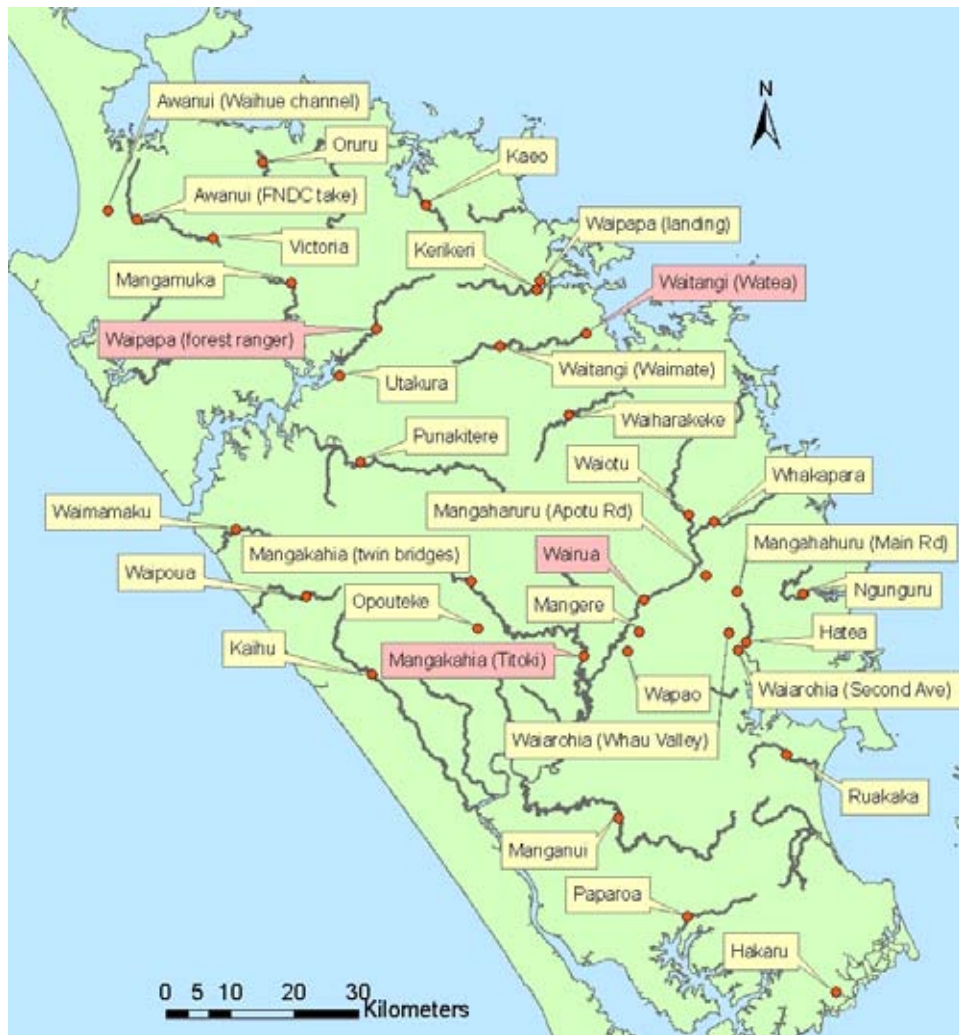 N
Awanui (Waihue channel)
Oruru
Kaeo
Awanui (FNDC take)
Waipapa (landing)
Victoria
Kerikeri
Mangamuka
Waitangi (Watea)
Waipapa (forest ranger)
Waitangi (Waimate)
Utakura
Waiharakeke
Punakitere
Waiotu
Whakapara
Mangaharuru (Apotu Rd)
Waimamaku
Mangahahuru (Main Rd)
Mangakahia (twin bridges)
Wairua
Waipoua
Ngunguru
Opouteke
Mangere
Hatea
Kaihu
Mangakahia (Titoki)
Wapao
Waiarohia (Second Ave)
Waiarohia (Whau Valley)
Ruakaka
Manganui
Paparoa
Hakaru
0 5 10 20 30 Kilometers